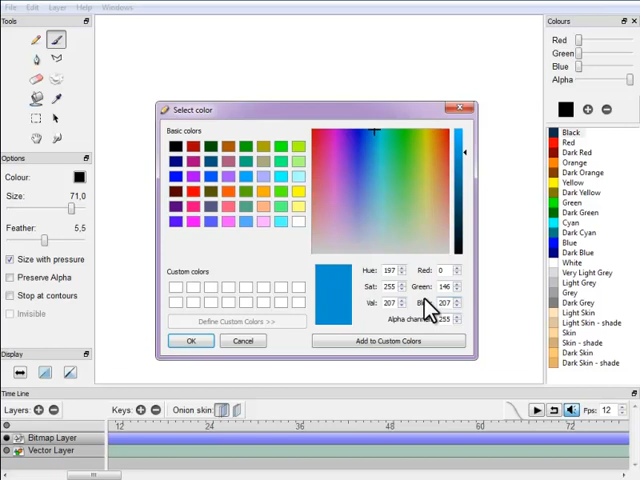 File Edit Layer Help Windows
Tools
Options
Colour:
Size: 71,0
Feather: 5,5
Size with pressure
Preserve Alpha
Stop at contours
Invisible
Display
Select color
Basic colors
Custom colors
Define Custom Colors >>
OK Cancel
Hue: 197 Red: 0
Sat: 255 Green: 146
Val: 207 207
Alpha channel 255
Add to Custom Colors
Colours
Red
Green
Blue
Alpha
Black
Red
Dark Red
Orange
Dark Orange
Yellow
Dark Yellow
Green
Dark Green
Cyan
Dark Cyan
Blue
Dark Blue
White
Very Light Grey
Light Grey
Grey
Dark Grey
Light Skin
Light Skin - shade
Skin
Skin - shade
Dark Skin
Dark Skin - shade
Time Line
Layers: Keys: Onion skin: Fps: 12
12 24 36 48 60 72
Bitmap Layer
Vector Layer